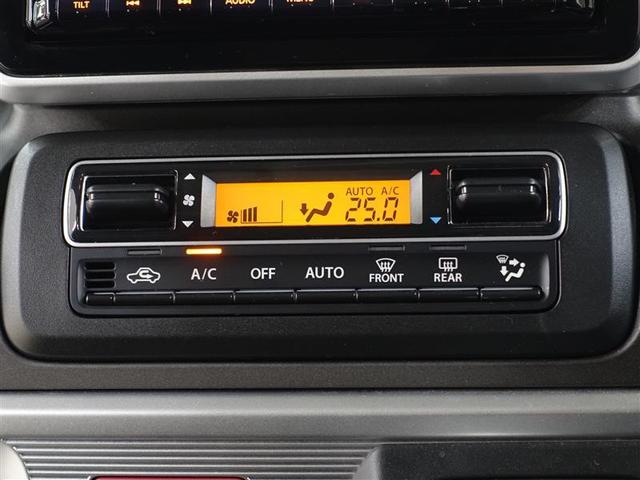 TILT
AUDIO
AUTO A/C
25.0
A/C
OFF
AUTO
FRONT
REAR